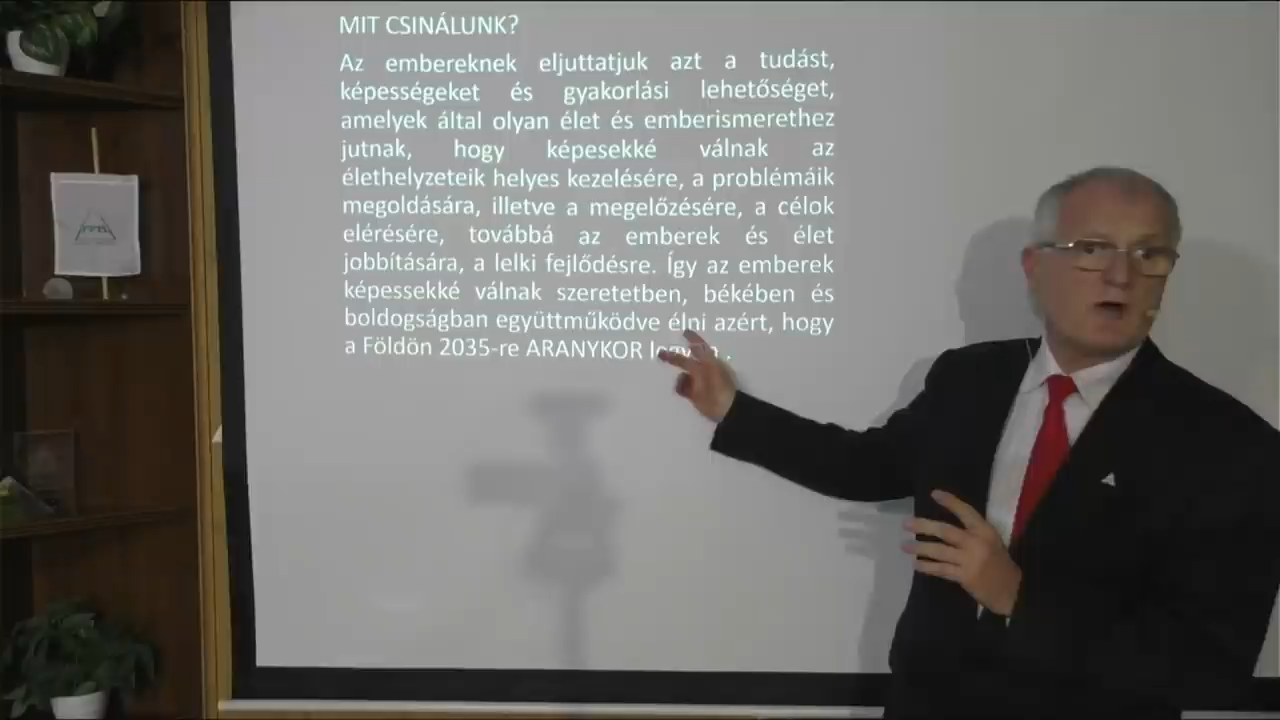 MIT CSINÁLUNK?
Az embereknek eljuttatjuk azt a tudást,
képességeket és gyakorlási lehetőséget,
amelyek által olyan élet és emberismerethez
jutnak, hogy képesekké válnak az
élethelyzeteik helyes kezelésére, a problémáik
megoldására, illetve a megelőzésére, a célok
elérésére, továbbá az emberek és élet
jobbítására, a lelki fejlődésre. Így az emberek
képessekké válnak szeretetben, békében és
boldogságban együttműködve élni azért, hogy
a Földön 2035-re ARANYKOR